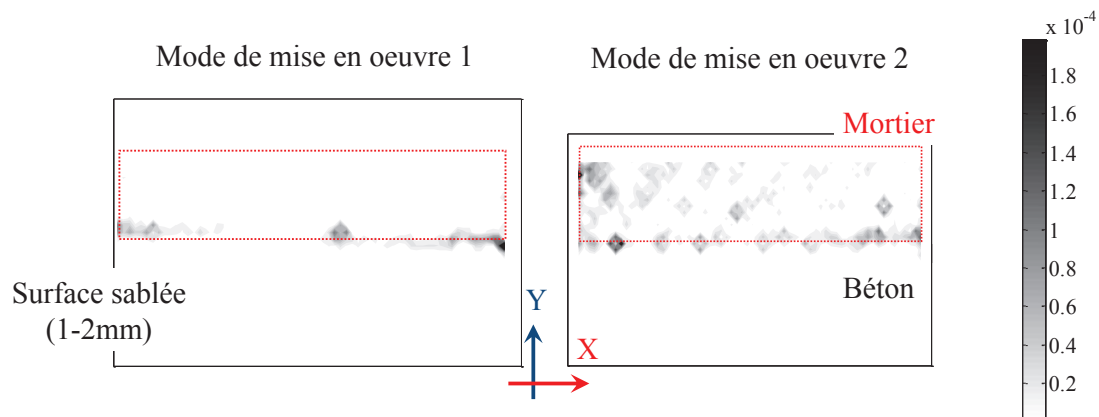 x 10⁻⁴
Mode de mise en oeuvre 1
Mode de mise en oeuvre 2
Mortier
1.8
1.6
1.4
1.2
1
0.8
0.6
0.4
0.2
Surface sablée
(1-2mm)
Béton
Y
X